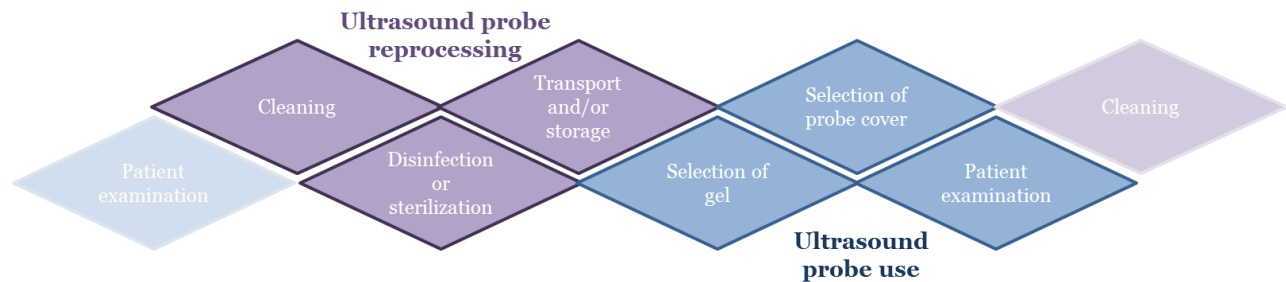 Ultrasound probe
reprocessing
Patient
examination
Cleaning
Disinfection
or
sterilization
Transport
and/or
storage
Selection of
gel
Selection of
probe cover
Patient
examination
Cleaning
Ultrasound
probe use